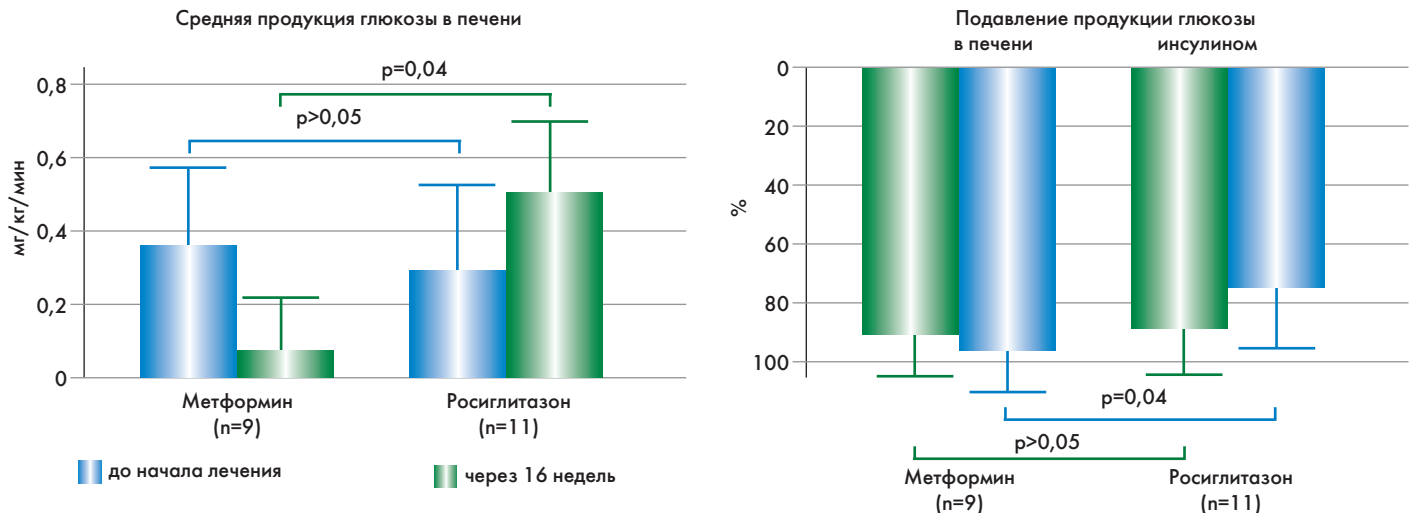 Средняя продукция глюкозы в печени
мг/кг/мин
0,8
0,6
0,4
0,2
0
p=0,04
p>0,05
Метформин
(n=9)
Росиглитазон
(n=11)
до начала лечения
через 16 недель
Подавление продукции глюкозы
в печени инсулином
%
0
20
40
60
80
100
p=0,04
p>0,05
Метформин
(n=9)
Росиглитазон
(n=11)